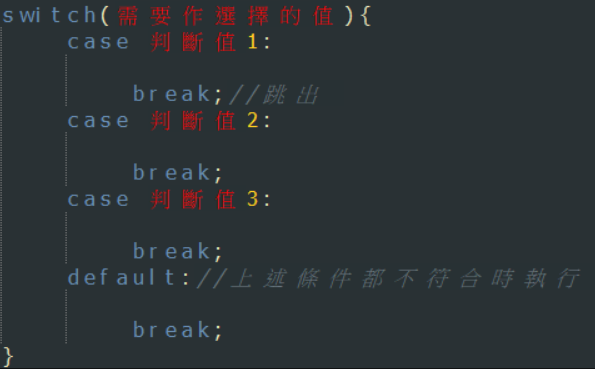 switch(需要作選擇的值){
case 判斷值1:
break;//跳出
case 判斷值2:
break;
case 判斷值3:
break;
default://上述條件都不符合時執行
break;
}